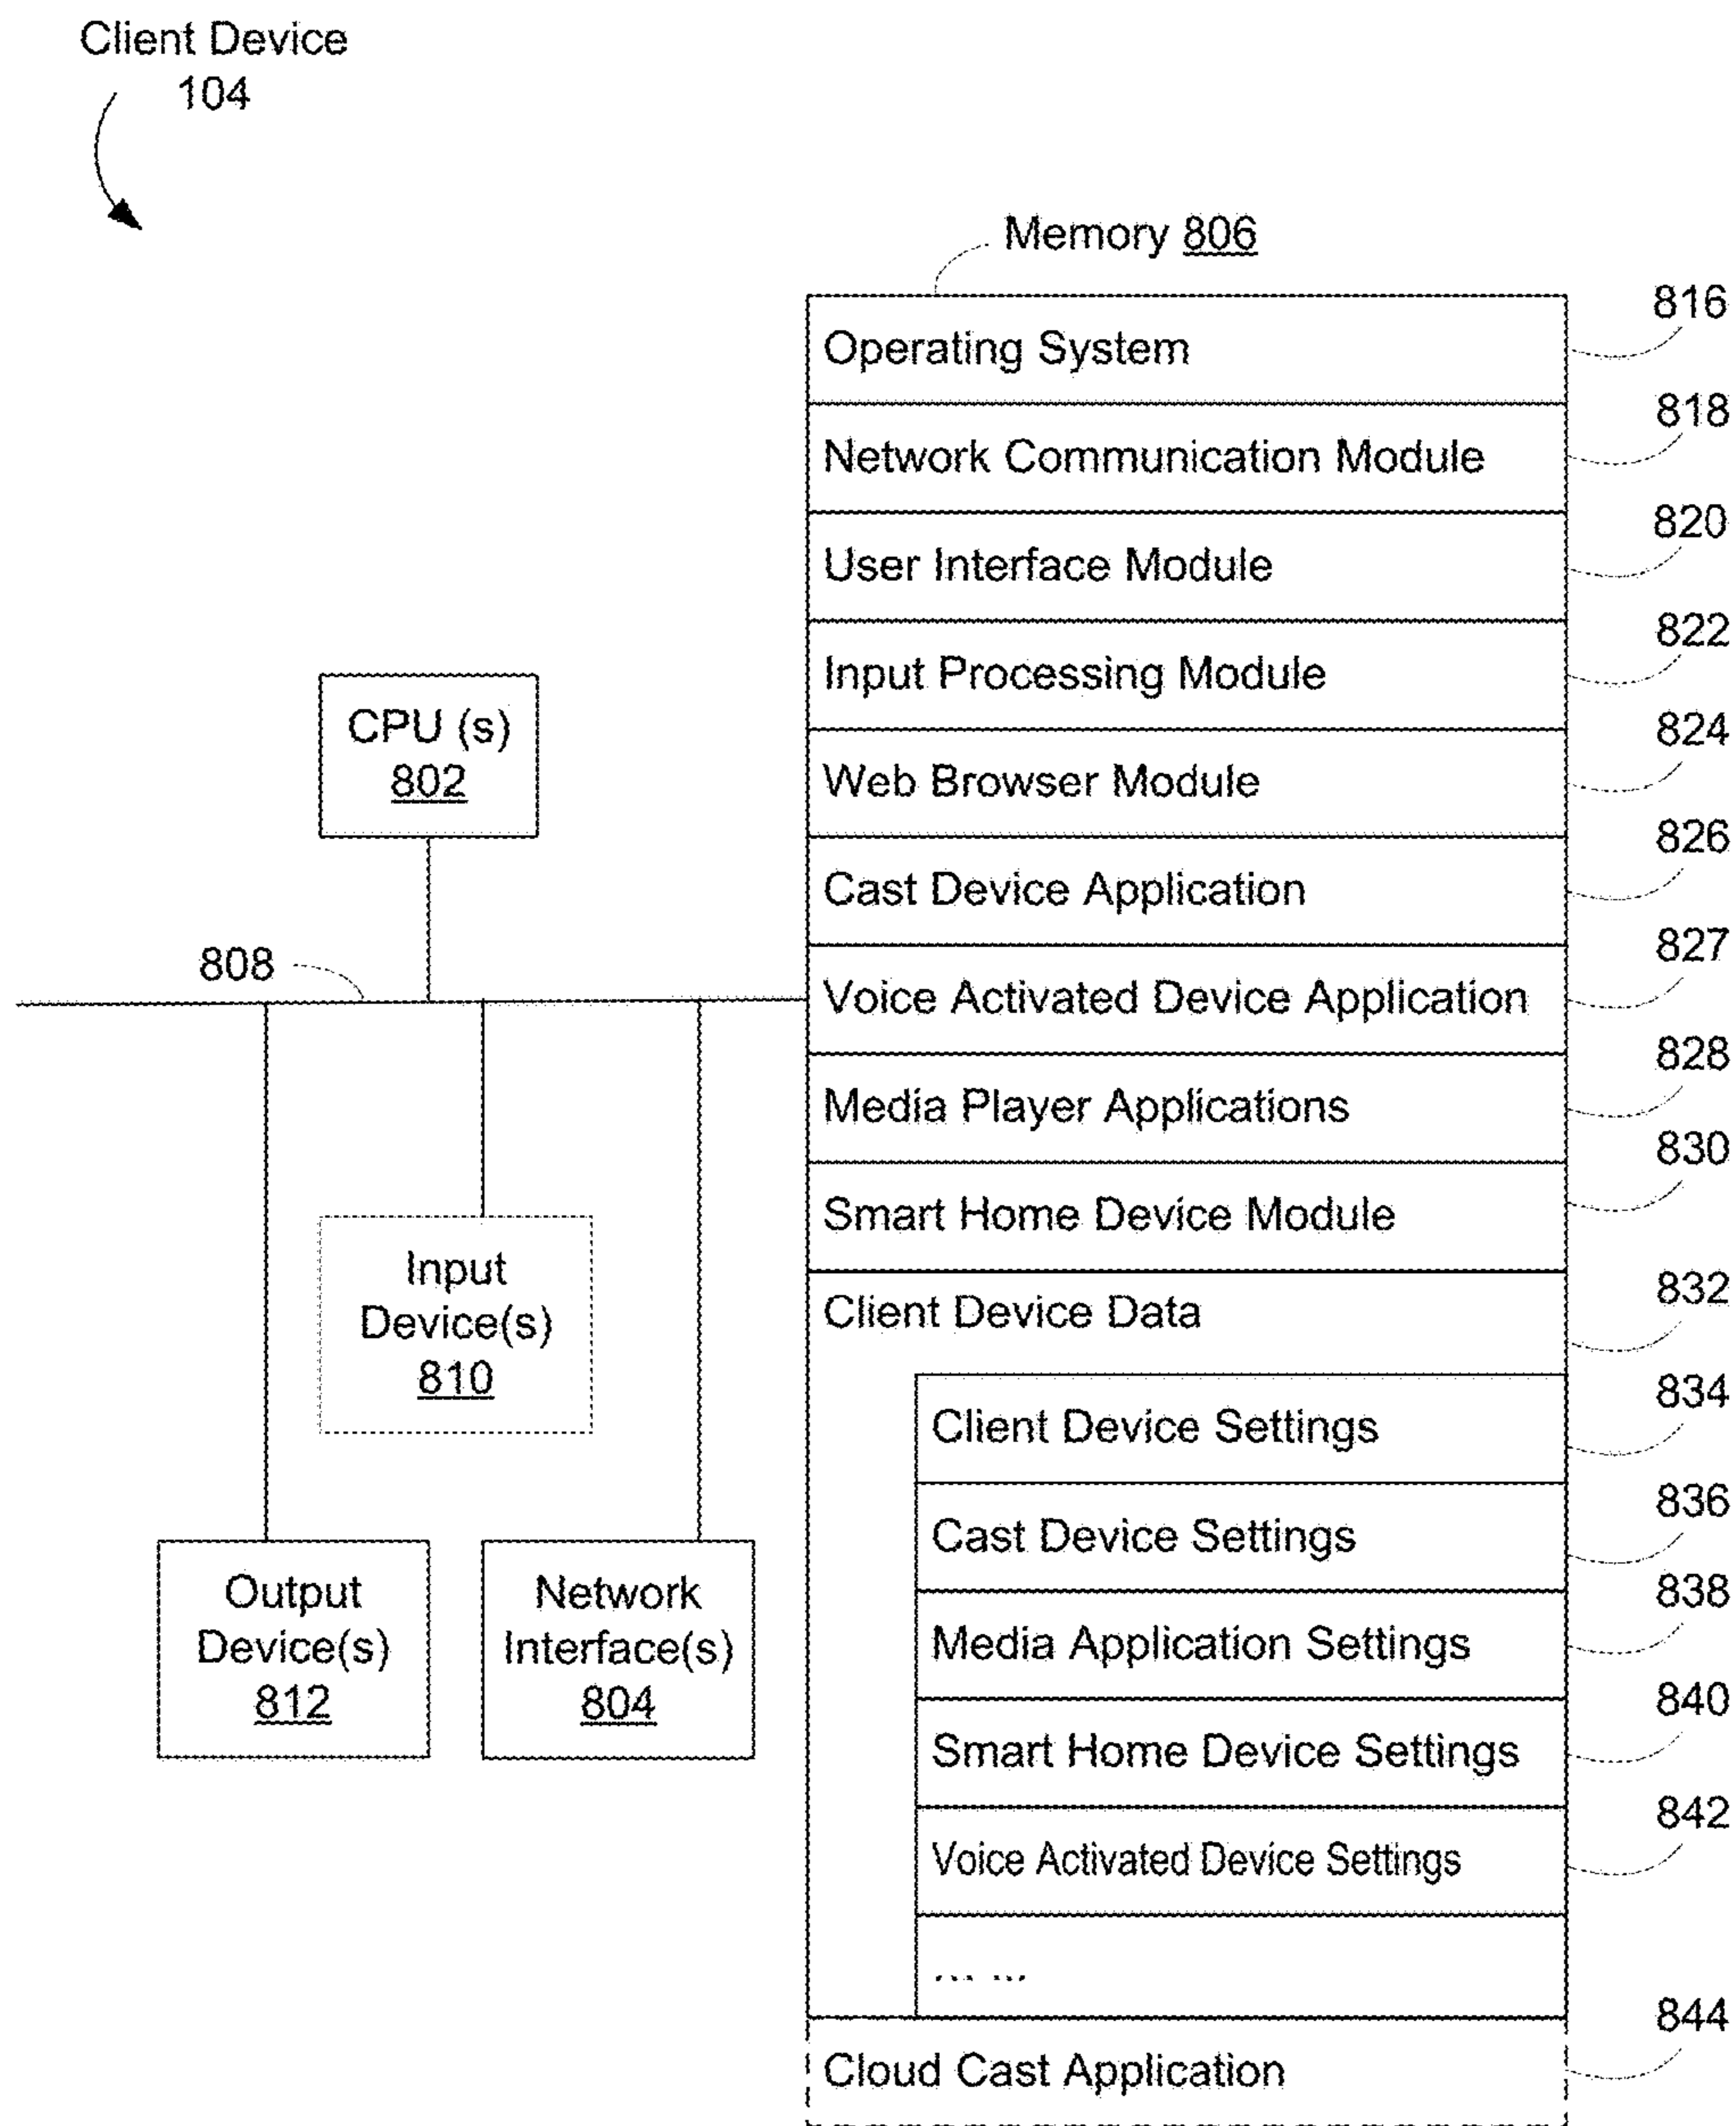 Client Device
104
Memory 806
Operating System
816
Network Communication Module
818
User Interface Module
820
Input Processing Module
822
Web Browser Module
824
Cast Device Application
826
Voice Activated Device Application
827
Media Player Applications
828
Smart Home Device Module
830
Client Device Data
832
Client Device Settings
834
Cast Device Settings
836
Media Application Settings
838
Smart Home Device Settings
840
Voice Activated Device Settings
842
... ...
Cloud Cast Application
844
CPU (s)
802
808
Input
Device(s)
810
Output
Device(s)
812
Network
Interface(s)
804